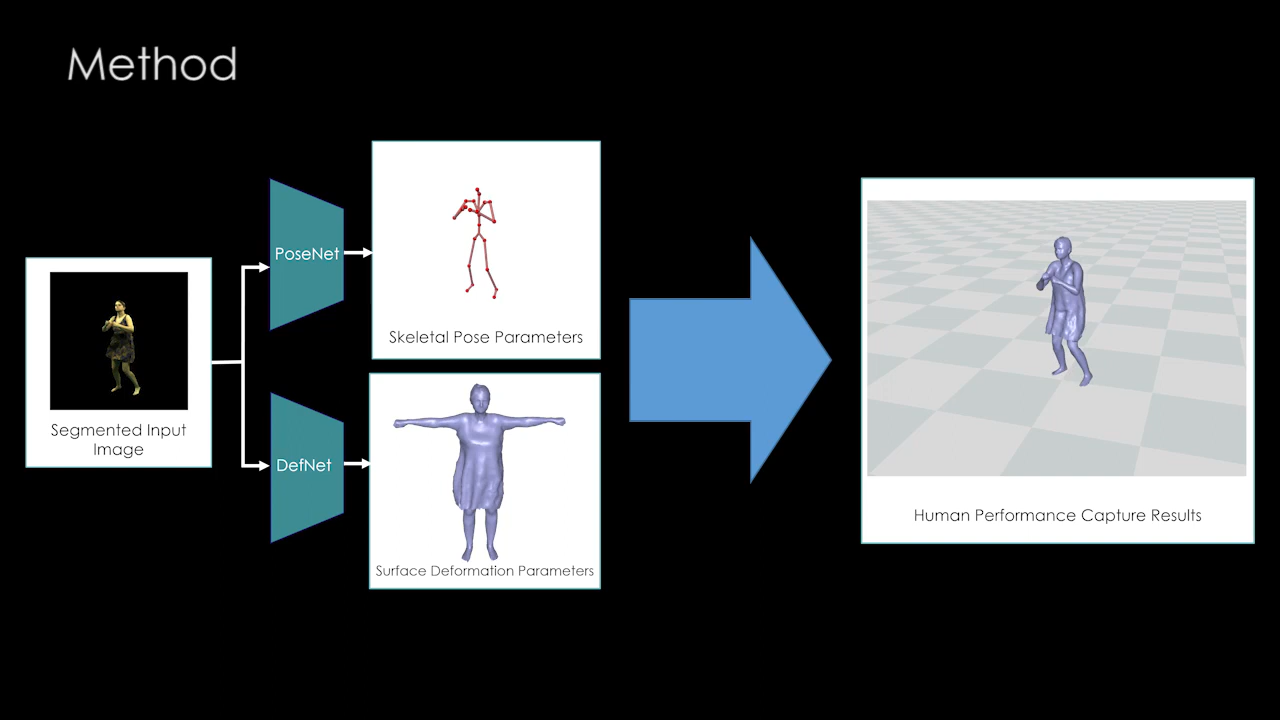 Method
Segmented Input
Image
PoseNet
DefNet
Skeletal Pose Parameters
Surface Deformation Parameters
Human Performance Capture Results